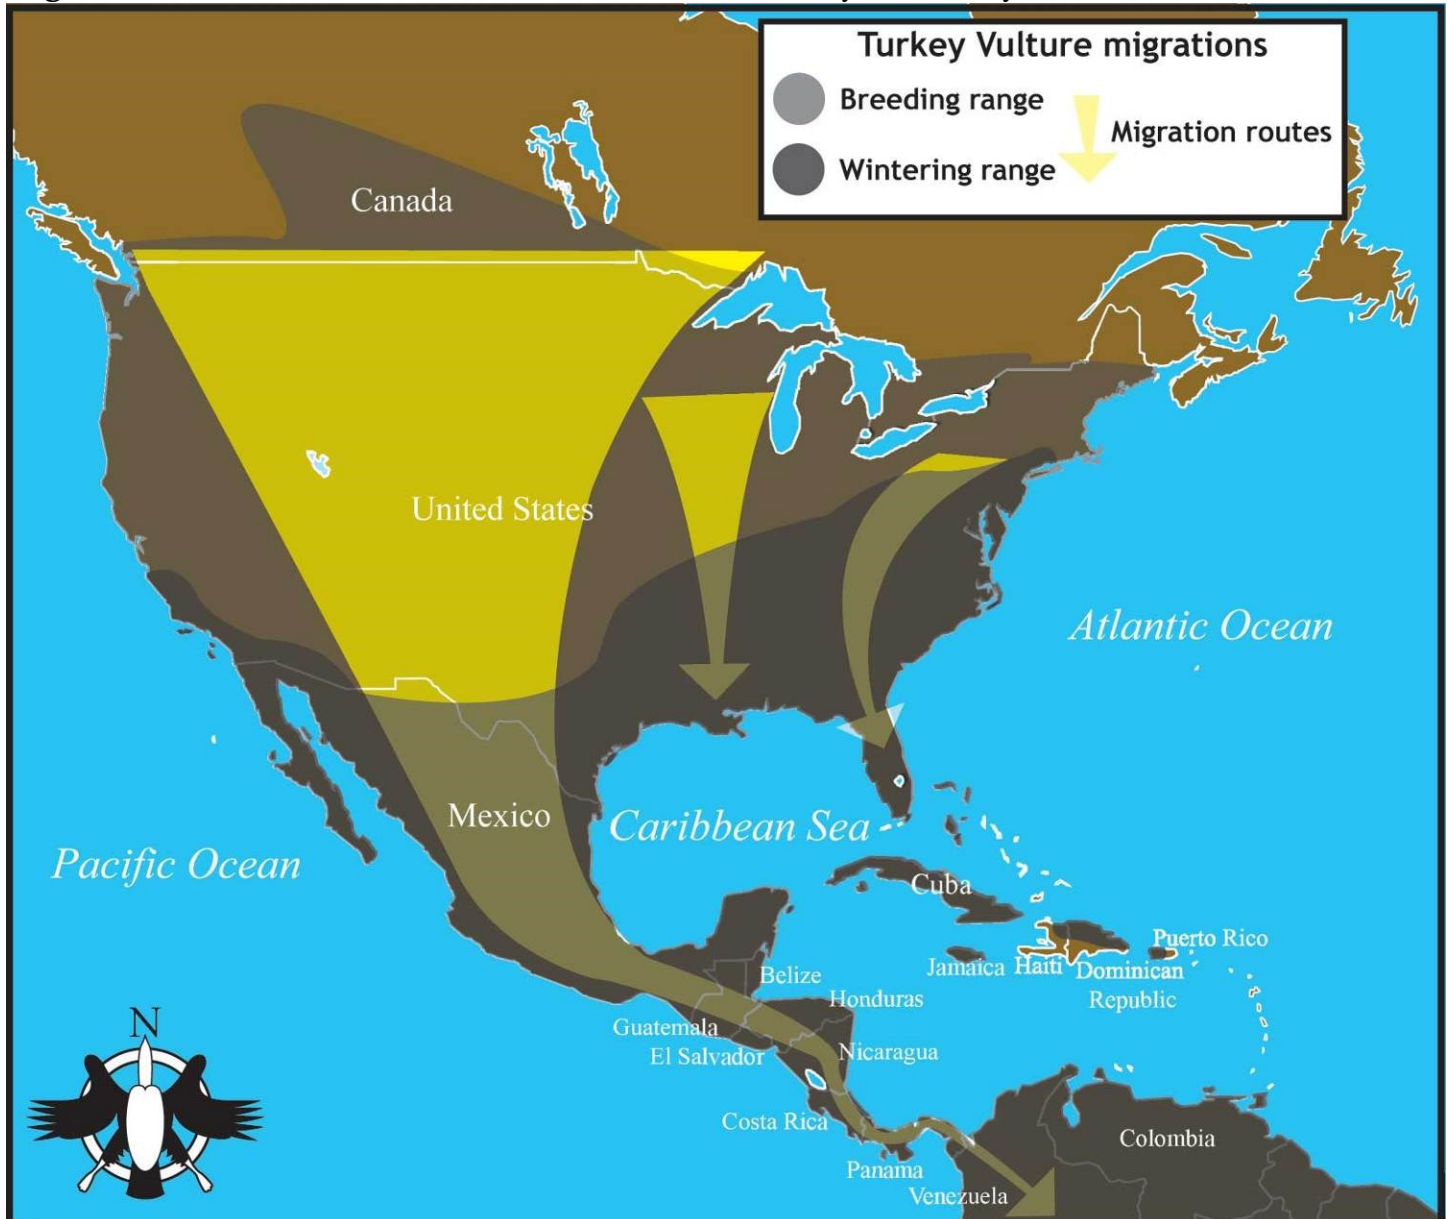 Turkey Vulture migrations
Breeding range
Migration routes
Wintering range
Canada
United States
Atlantic Ocean
Mexico
Caribbean Sea
Pacific Ocean
Cuba
Puerto Rico
Jamaica
Haiti
Dominican
Republic
Belize
Honduras
Guatemala
El Salvador
Nicaragua
N
Costa Rica
Colombia
Panama
Venezuela